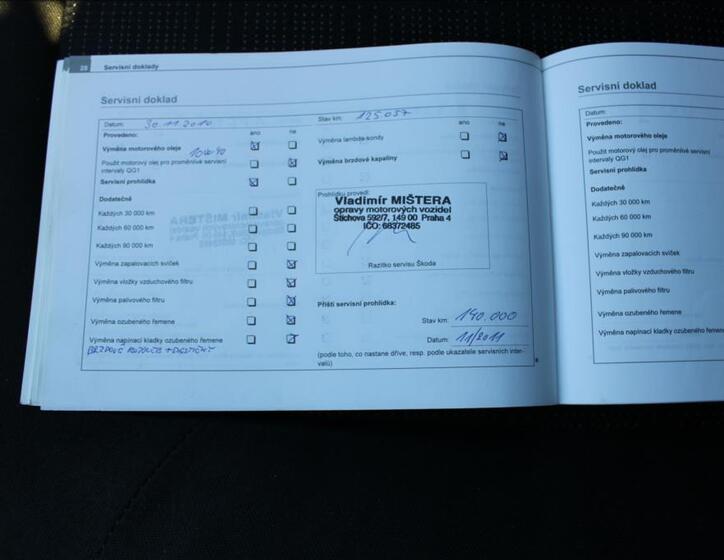 28 Servisní doklady
Servisní doklad
Datum: 30.11.2010
Provedeno: ano ne
Výměna motorového oleje 10W40
Použit motorový olej pro proměnlivé servisní
intervaly QG1
Servisní prohlídka
Dodatečně
Každých 30 000 km
Každých 60 000 km
Každých 90 000 km
Výměna zapalovacích svíček
Výměna vložky vzduchového filtru
Výměna palivového filtru
Výměna ozubeného řemene
Výměna napínací kladky ozubeného řemene
Stav km: 125.057
ano ne
Výměna lambda-sondy
Výměna brzdové kapaliny
Prohlídku provedl:
Vladimír MIŠTERA
opravy motorových vozidel
Štichova 592/7, 149 00 Praha 4
IČO: 66372485
Razítko servisu Škoda
Příští servisní prohlídka:
Stav km: 140.000
Datum: 11/2011
(podle toho, co nastane dříve, resp. podle ukazatele servisních inter-
valů)
Servisní doklad
Datum:
Provedeno:
Výměna motorového oleje
Použit motorový olej pro proměnlivé servisní
intervaly QG1
Servisní prohlídka
Dodatečně
Každých 30 000 km
Každých 60 000 km
Každých 90 000 km
Výměna zapalovacích svíček
Výměna vložky vzduchového filtru
Výměna palivového filtru
Výměna ozubeného řemene
Výměna napínací kladky ozubeného řemene